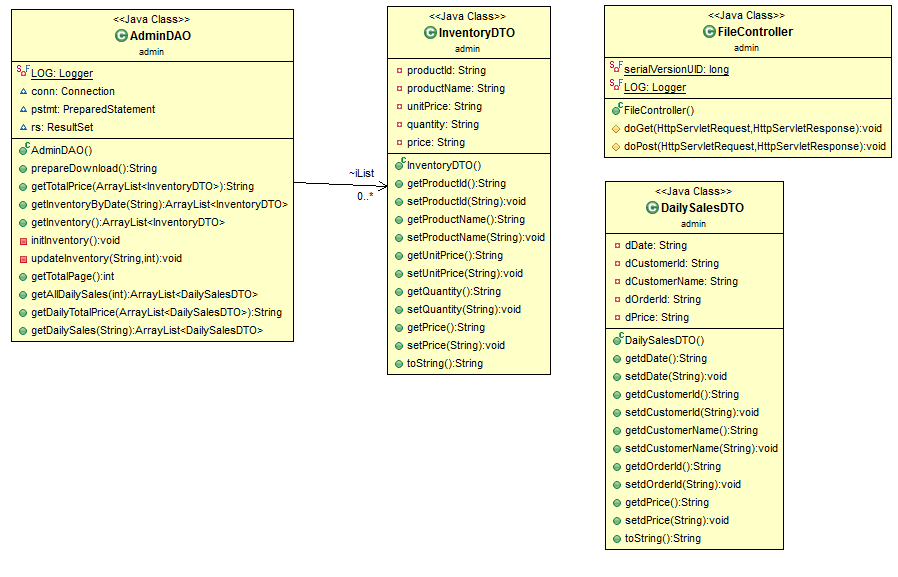 <<Java Class>>
AdminDAO
admin
LOG: Logger
conn: Connection
pstmt: PreparedStatement
rs: ResultSet
AdminDAO()
prepareDownload():String
getTotalPrice(ArrayList<InventoryDTO>):String
getInventoryByDate(String):ArrayList<InventoryDTO>
getInventory():ArrayList<InventoryDTO>
initInventory():void
updateInventory(String,int):void
getTotalPage():int
getAllDailySales(int):ArrayList<DailySalesDTO>
getDailyTotalPrice(ArrayList<DailySalesDTO>):String
getDailySales(String):ArrayList<DailySalesDTO>
~iList
0..*
<<Java Class>>
InventoryDTO
admin
productId: String
productName: String
unitPrice: String
quantity: String
price: String
InventoryDTO()
getProductId():String
setProductId(String):void
getProductName():String
setProductName(String):void
getUnitPrice():String
setUnitPrice(String):void
getQuantity():String
setQuantity(String):void
getPrice():String
setPrice(String):void
toString():String
<<Java Class>>
FileController
admin
serialVersionUID: long
LOG: Logger
FileController()
doGet(HttpServletRequest,HttpServletResponse):void
doPost(HttpServletRequest,HttpServletResponse):void
<<Java Class>>
DailySalesDTO
admin
dDate: String
dCustomerId: String
dCustomerName: String
dOrderId: String
dPrice: String
DailySalesDTO()
getdDate():String
setdDate(String):void
getdCustomerId():String
setdCustomerId(String):void
getdCustomerName():String
setdCustomerName(String):void
getdOrderId():String
setdOrderId(String):void
getdPrice():String
setdPrice(String):void
toString():String